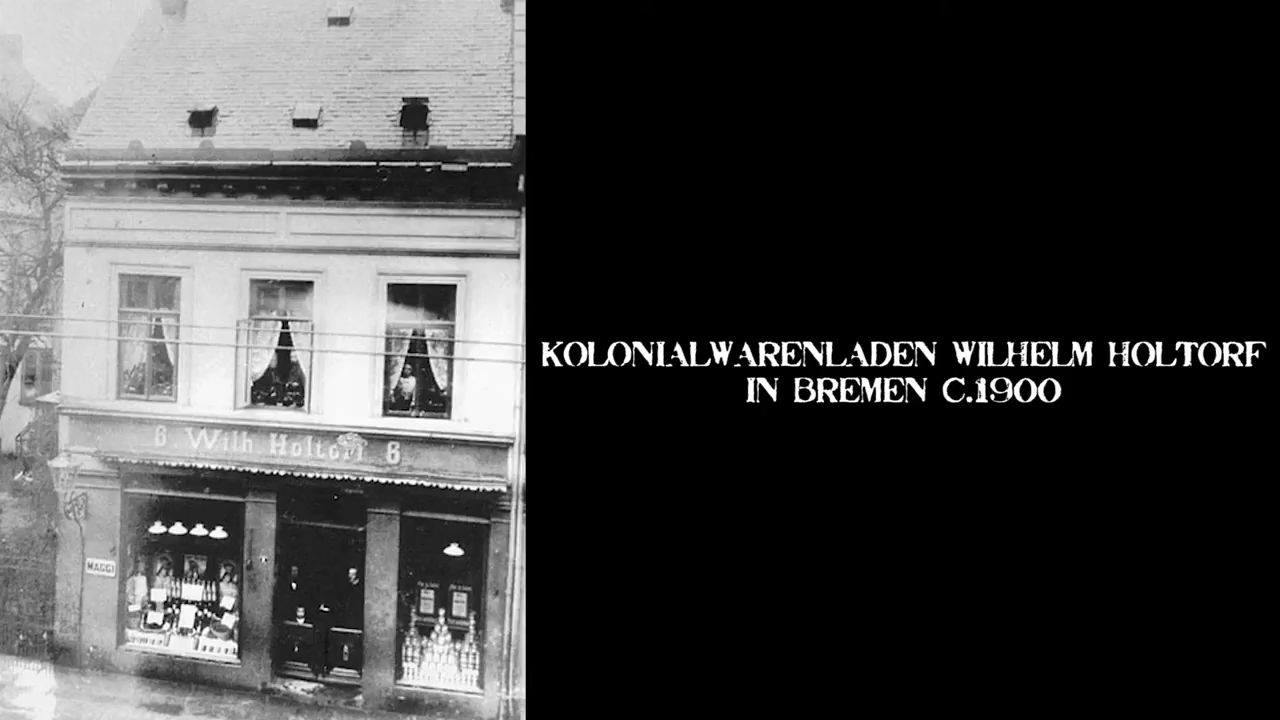 6 Wilh Holtorf 6
MAGGI
KOLONIALWARENLADEN WILHELM HOLTORF
IN BREMEN C.1900